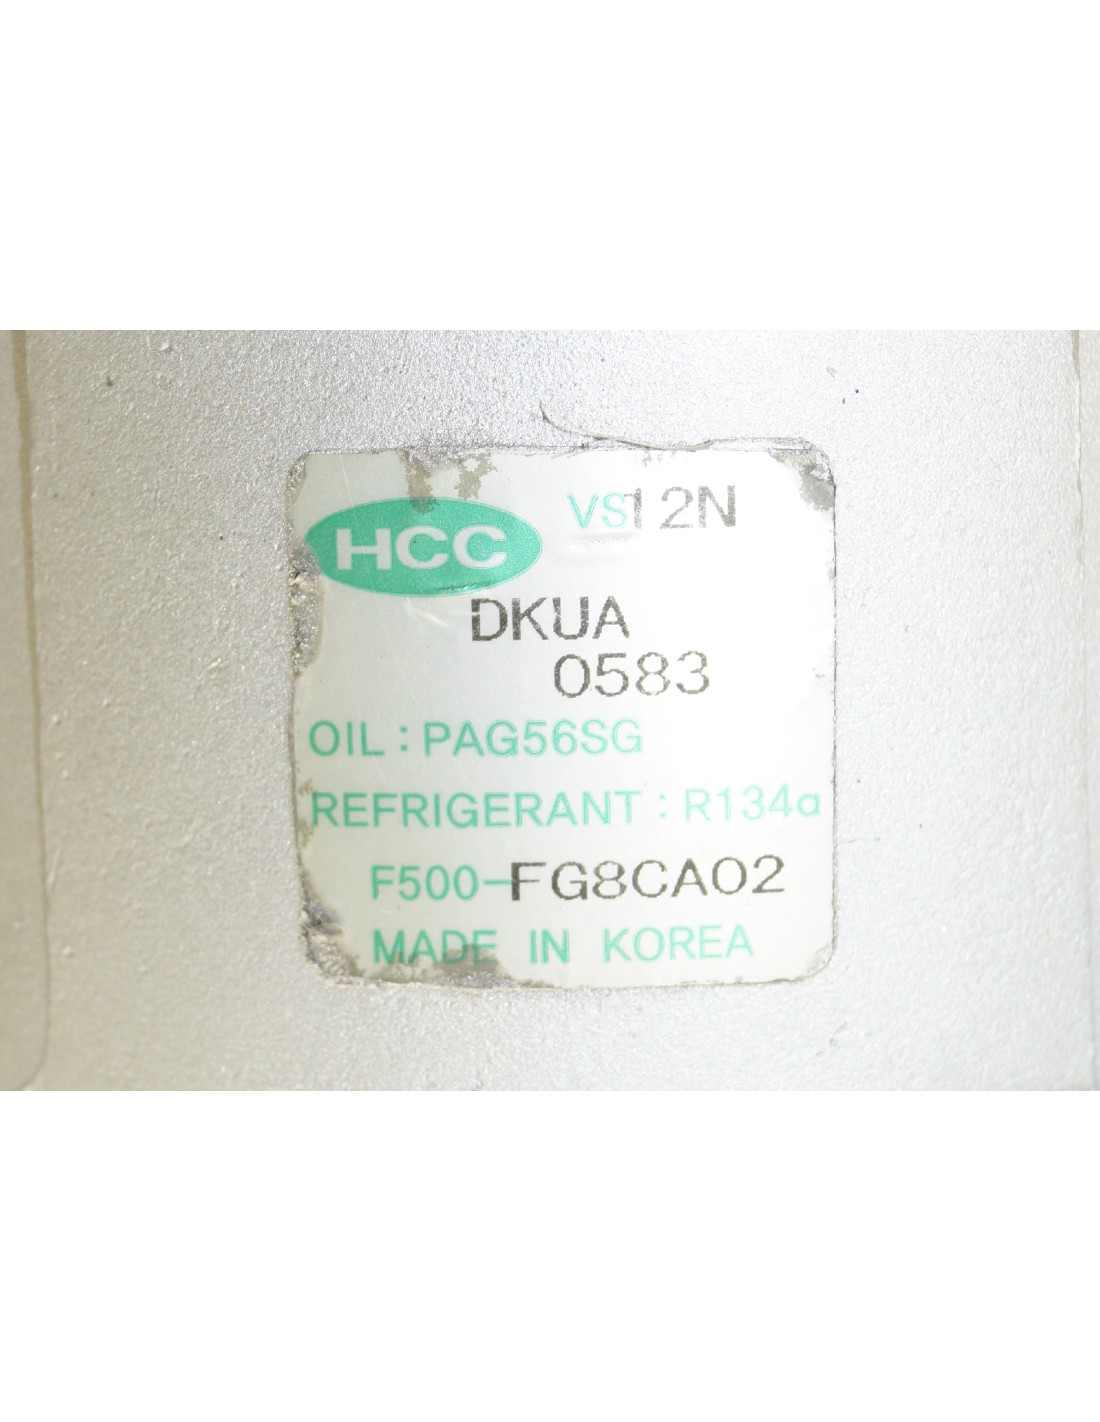 HCC VS12N
DKUA
0583
OIL : PAG56SG
REFRIGERANT : R134a
F500-FG8CA02
MADE IN KOREA